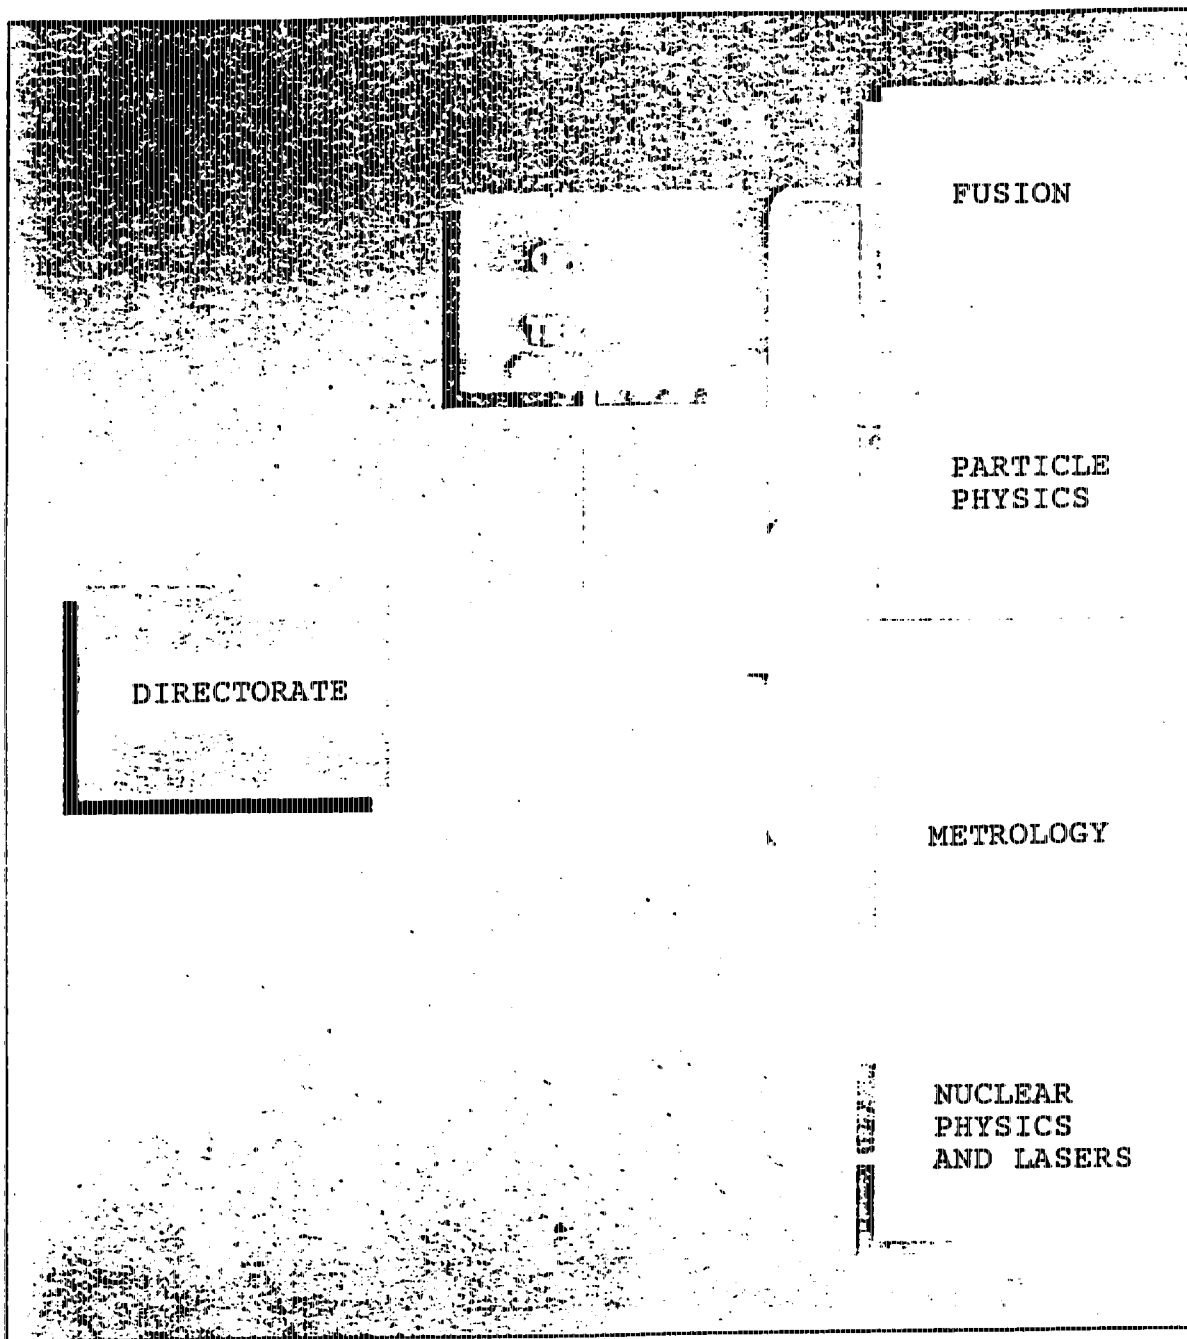 FUSION
PARTICLE
PHYSICS
DIRECTORATE
METROLOGY
NUCLEAR
PHYSICS
AND LASERS